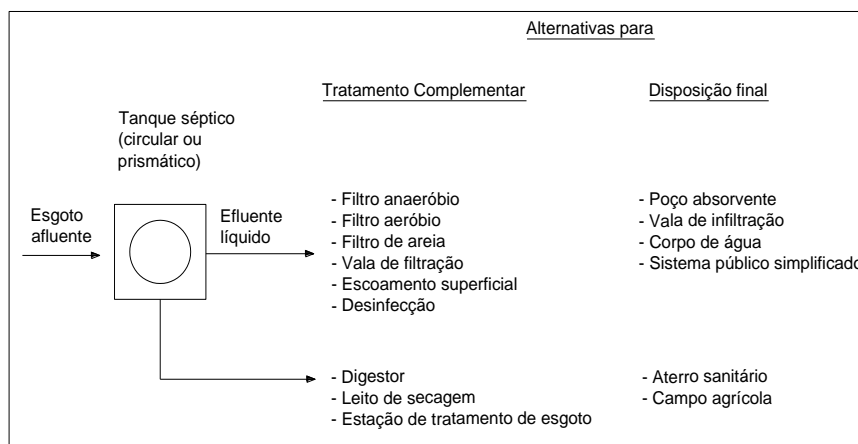 Alternativas para
Tratamento Complementar
Disposição final
Tanque séptico
(circular ou
prismático)
Esgoto
afluente
Efluente
líquido
- Filtro anaeróbio
- Filtro aeróbio
- Filtro de areia
- Vala de filtração
- Escoamento superficial
- Desinfecção
- Poço absorvente
- Vala de infiltração
- Corpo de água
- Sistema público simplificado
- Digestor
- Leito de secagem
- Estação de tratamento de esgoto
- Aterro sanitário
- Campo agrícola